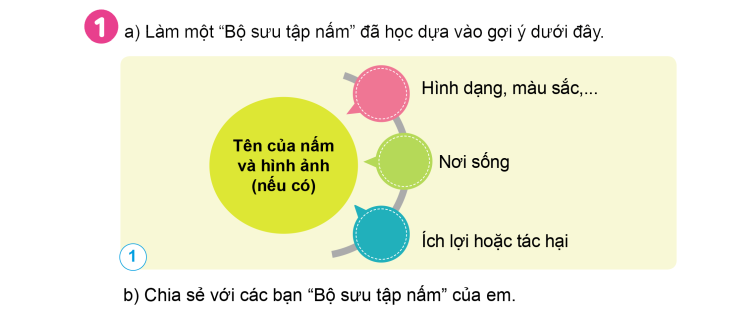 1 a) Làm một “Bộ sưu tập nấm” đã học dựa vào gợi ý dưới đây.
Hình dạng, màu sắc,...
Tên của nấm
và hình ảnh
(nếu có)
Nơi sống
Ích lợi hoặc tác hại
1
b) Chia sẻ với các bạn “Bộ sưu tập nấm” của em.